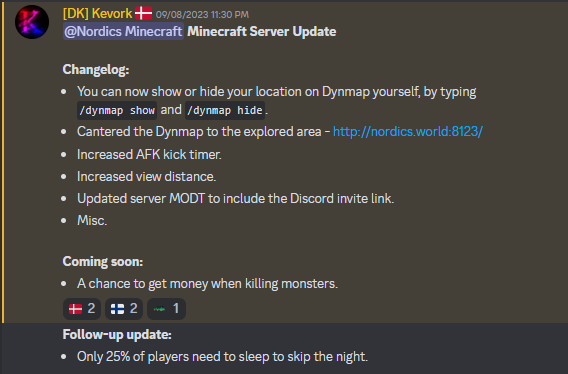 [DK] Kevork 09/08/2023 11:30 PM
@Nordics Minecraft Minecraft Server Update
Changelog:
• You can now show or hide your location on Dynmap yourself, by typing
/dynmap show and /dynmap hide.
• Cantered the Dynmap to the explored area - http://nordics.world:8123/
• Increased AFK kick timer.
• Increased view distance.
• Updated server MODT to include the Discord invite link.
• Misc.
Coming soon:
• A chance to get money when killing monsters.
2 2 1
Follow-up update:
• Only 25% of players need to sleep to skip the night.